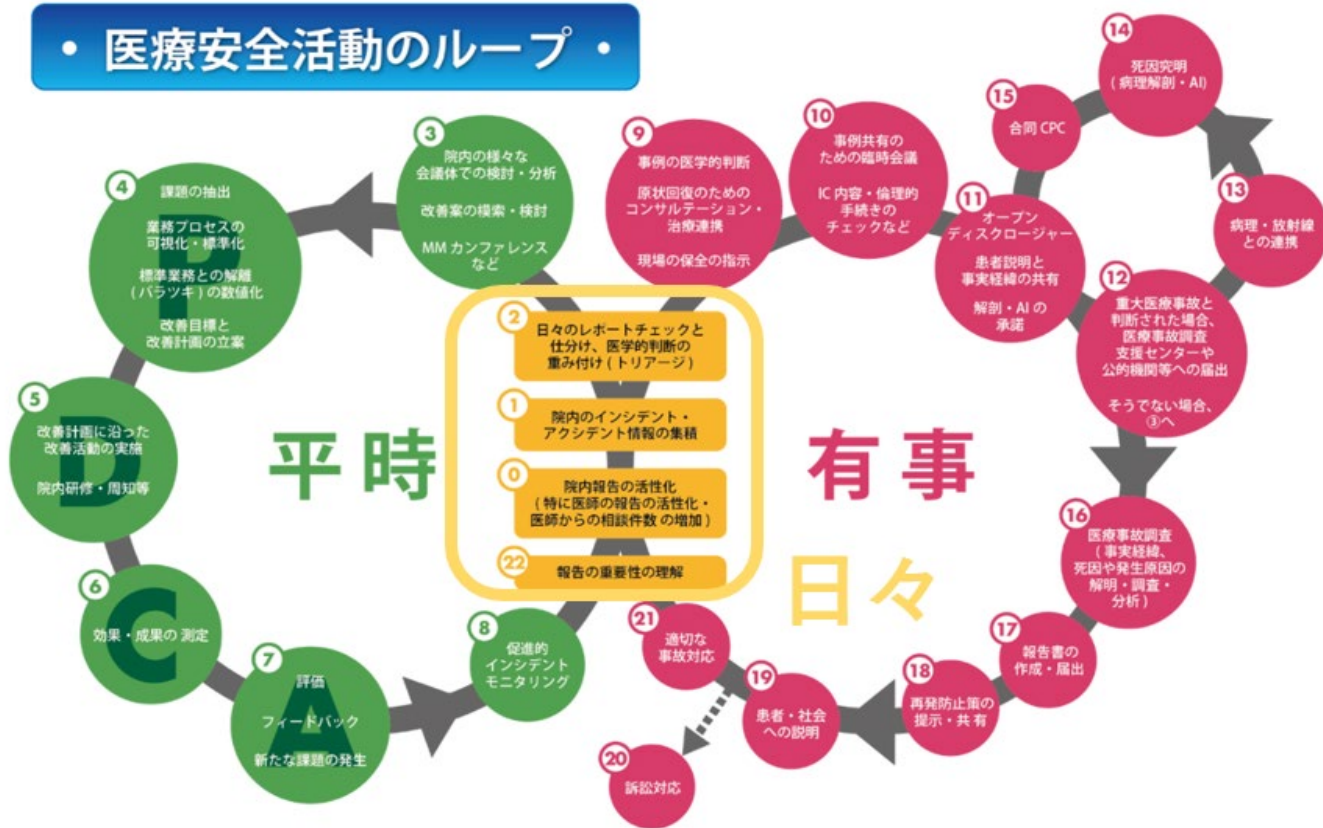 ・医療安全活動のループ・
3
院内の様々な
会議体での検討・分析
改善案の模索・検討
MMカンファレンス
など
4
P
課題の抽出
業務プロセスの
可視化・標準化
標準業務との解離
(バラツキ)の数値化
改善目標と
改善計画の立案
5
D
改善計画に沿った
改善活動の実施
院内研修・周知等
6
C
効果・成果の 測定
7
A
評価
フィードバック
新たな課題の発生
8
促進的
インシデント
モニタリング
平時
2
日々のレポートチェックと
仕分け、医学的判断の
重み付け(トリアージ)
1
院内のインシデント・
アクシデント情報の集積
0
院内報告の活性化
(特に医師の報告の活性化・
医師からの相談件数 の増加)
22
報告の重要性の理解
日々
有事
9
事例の医学的判断
原状回復のための
コンサルテーション・
治療連携
現場の保全の指示
10
事例共有の
ための臨時会議
IC 内容・倫理的
手続きの
チェックなど
11
オープン
ディスクロージャー
患者説明と
事実経緯の共有
解剖・AI の
承諾
12
重大医療事故と
判断された場合、
医療事故調査
支援センターや
公的機関等への届出
そうでない場合、
③へ
13
病理・放射線
との連携
14
死因究明
(病理解剖・AI)
15
合同 CPC
16
医療事故調査
(事実経緯、
死因や発生原因の
解明・調査・
分析)
17
報告書の
作成・届出
18
再発防止策の
提示・共有
19
患者・社会
への説明
20
訴訟対応
21
適切な
事故対応